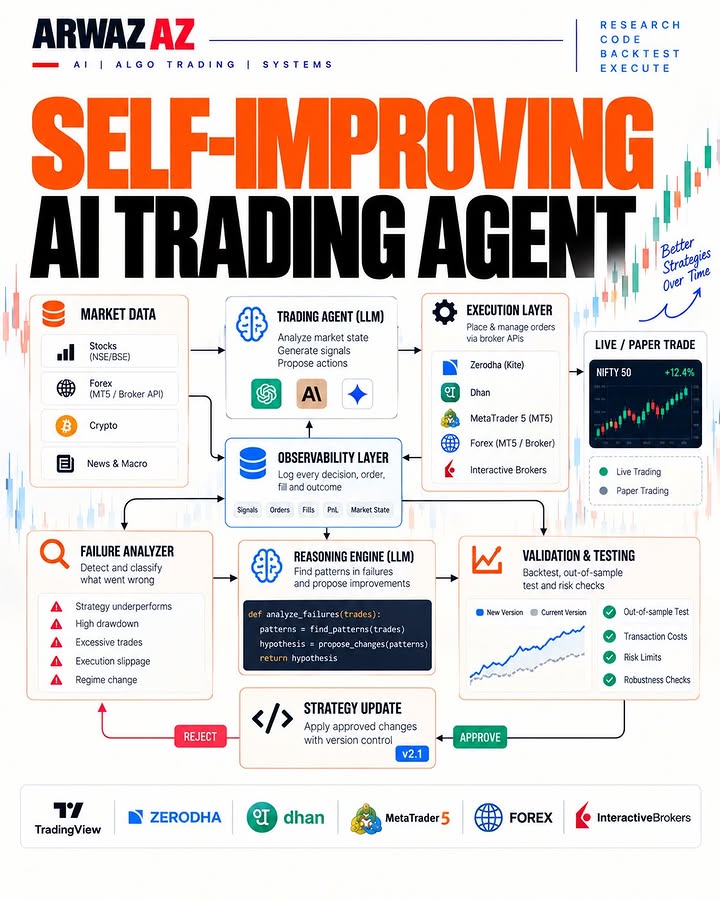 ARWAZ AZ
AI | ALGO TRADING | SYSTEMS
RESEARCH
CODE
BACKTEST
EXECUTE
SELF-IMPROVING
AI TRADING AGENT
Better
Strategies
Over Time
MARKET DATA
Stocks
(NSE/BSE)
Forex
(MT5 / Broker API)
Crypto
News & Macro
TRADING AGENT (LLM)
Analyze market state
Generate signals
Propose actions
EXECUTION LAYER
Place & manage orders
via broker APIs
Zerodha (Kite)
Dhan
MetaTrader 5 (MT5)
Forex (MT5 / Broker)
Interactive Brokers
LIVE / PAPER TRADE
NIFTY 50 +12.4%
Live Trading
Paper Trading
OBSERVABILITY LAYER
Log every decision, order,
fill and outcome
Signals Orders Fills PnL Market State
FAILURE ANALYZER
Detect and classify
what went wrong
Strategy underperforms
High drawdown
Excessive trades
Execution slippage
Regime change
REASONING ENGINE (LLM)
Find patterns in failures
and propose improvements
def analyze_failures(trades):
patterns = find_patterns(trades)
hypothesis = propose_changes(patterns)
return hypothesis
VALIDATION & TESTING
Backtest, out-of-sample
test and risk checks
New Version Current Version
Out-of-sample Test
Transaction Costs
Risk Limits
Robustness Checks
STRATEGY UPDATE
Apply approved changes
with version control
v2.1
REJECT
APPROVE
TradingView
ZERODHA
dhan
MetaTrader 5
FOREX
InteractiveBrokers